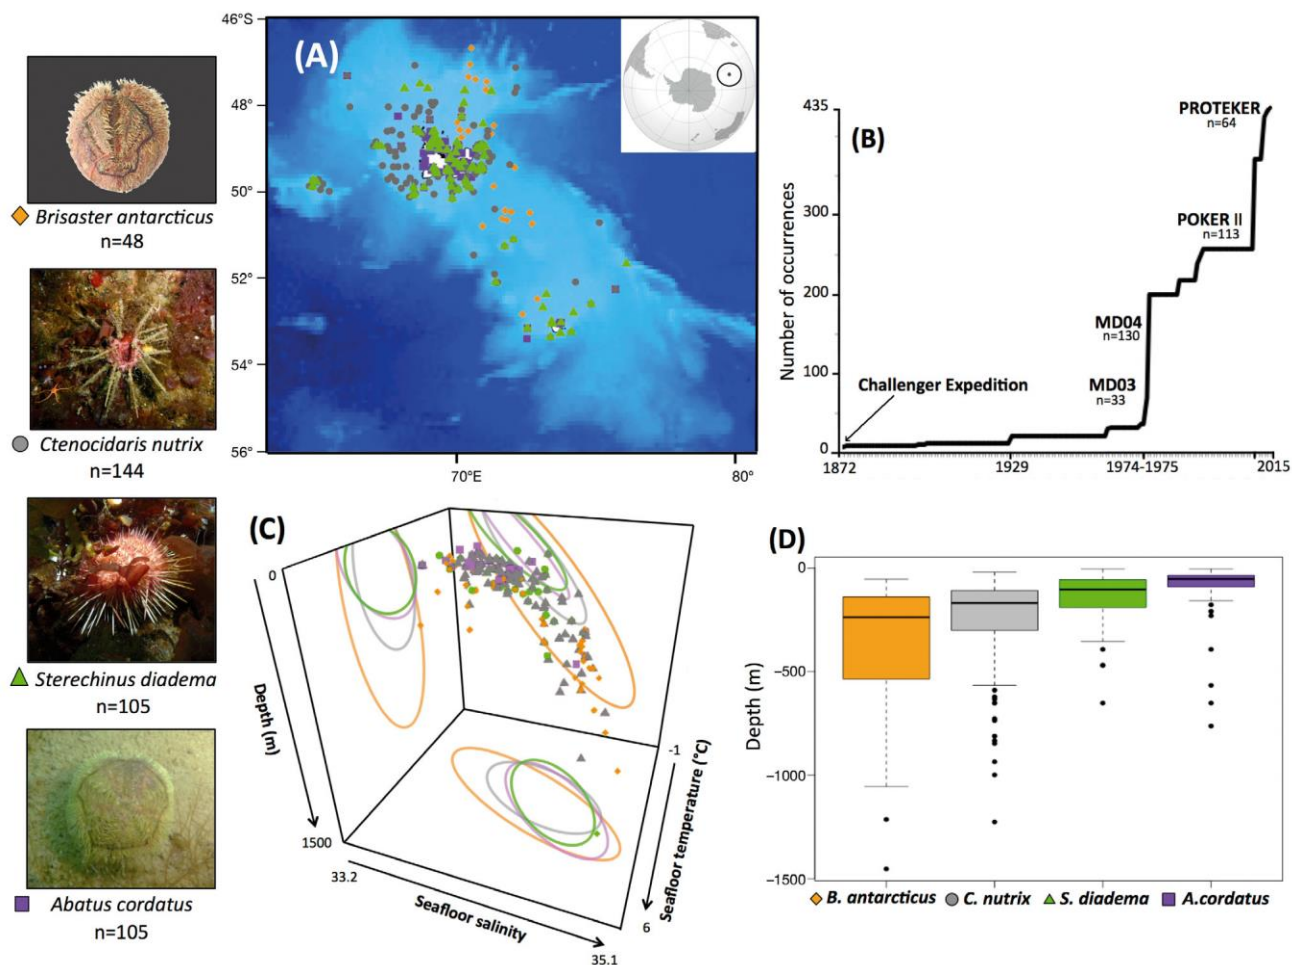 Brisaster antarcticus
n=48
Ctenocidaris nutrix
n=144
Sterechinus diadema
n=105
Abatus cordatus
n=105
(A)
46°S
48°
50°
52°
54°
56°
70°E
80°
(B)
Number of occurrences
435
300
200
100
0
1872
1929
1974-1975
2015
Challenger Expedition
MD03
n=33
MD04
n=130
POKER II
n=113
PROTEKER
n=64
(C)
0
Depth (m)
1500
33.2
Seafloor salinity
35.1
-1
Seafloor temperature (°C)
6
(D)
Depth (m)
0
−500
−1000
−1500
B. antarcticus
C. nutrix
S. diadema
A.cordatus